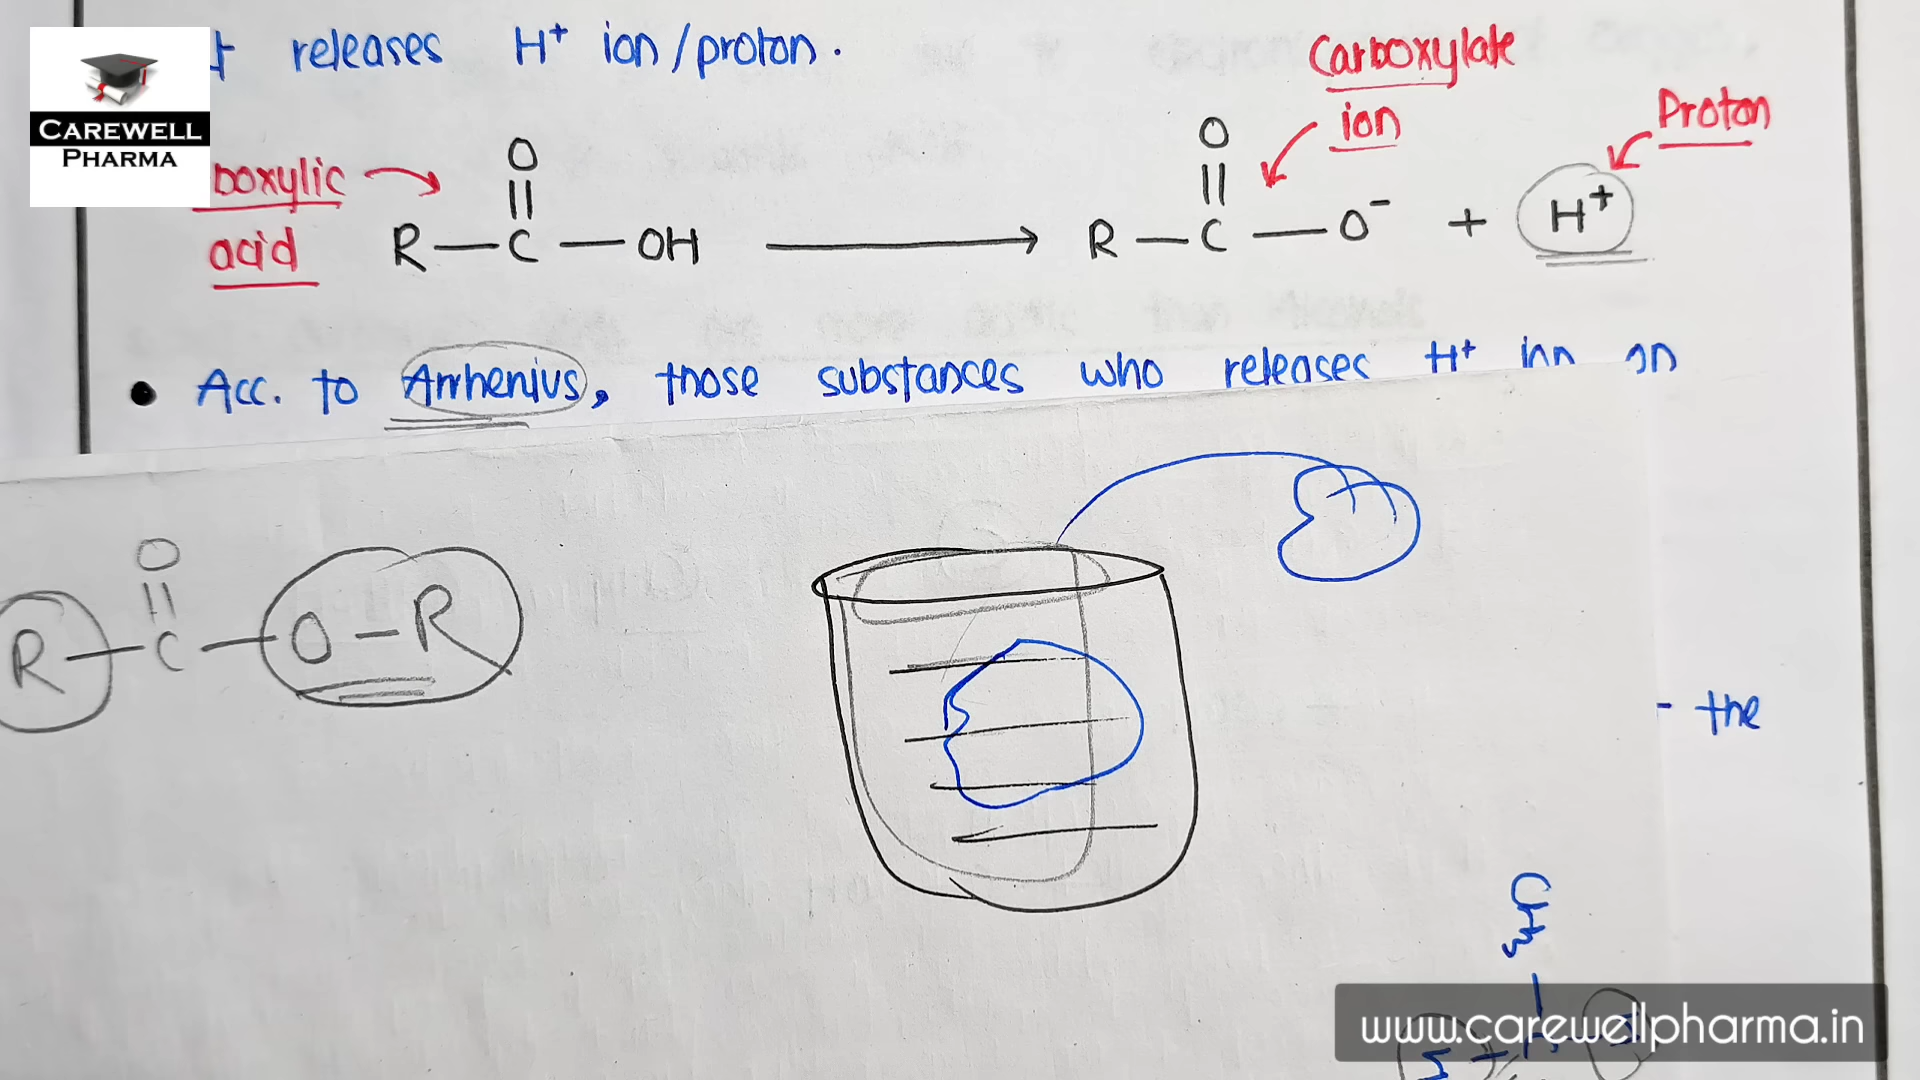 releases H⁺ ion/proton.
CAREWELL
PHARMA
Carboxylate
ion
Proton
boxylic
acid
O
||
R — C — OH ⟶ R — C — O⁻ + H⁺
O
||
• Acc. to Arrhenius, those substances who releases H⁺ ion on
O
||
R — C — O — R
- the
CH₃
www.carewellpharma.in